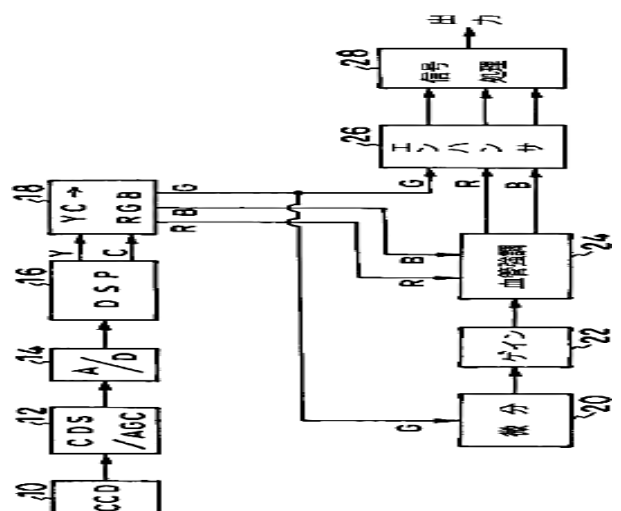 10
CCD
12
CDS
/AGC
14
A/D
16
DSP
Y
C
18
YC→
RGB
G
B
R
G
20
微分
22
ゲイン
R
B
24
血管強調
G
R
B
26
エンハンサ
28
信号
処理
出力